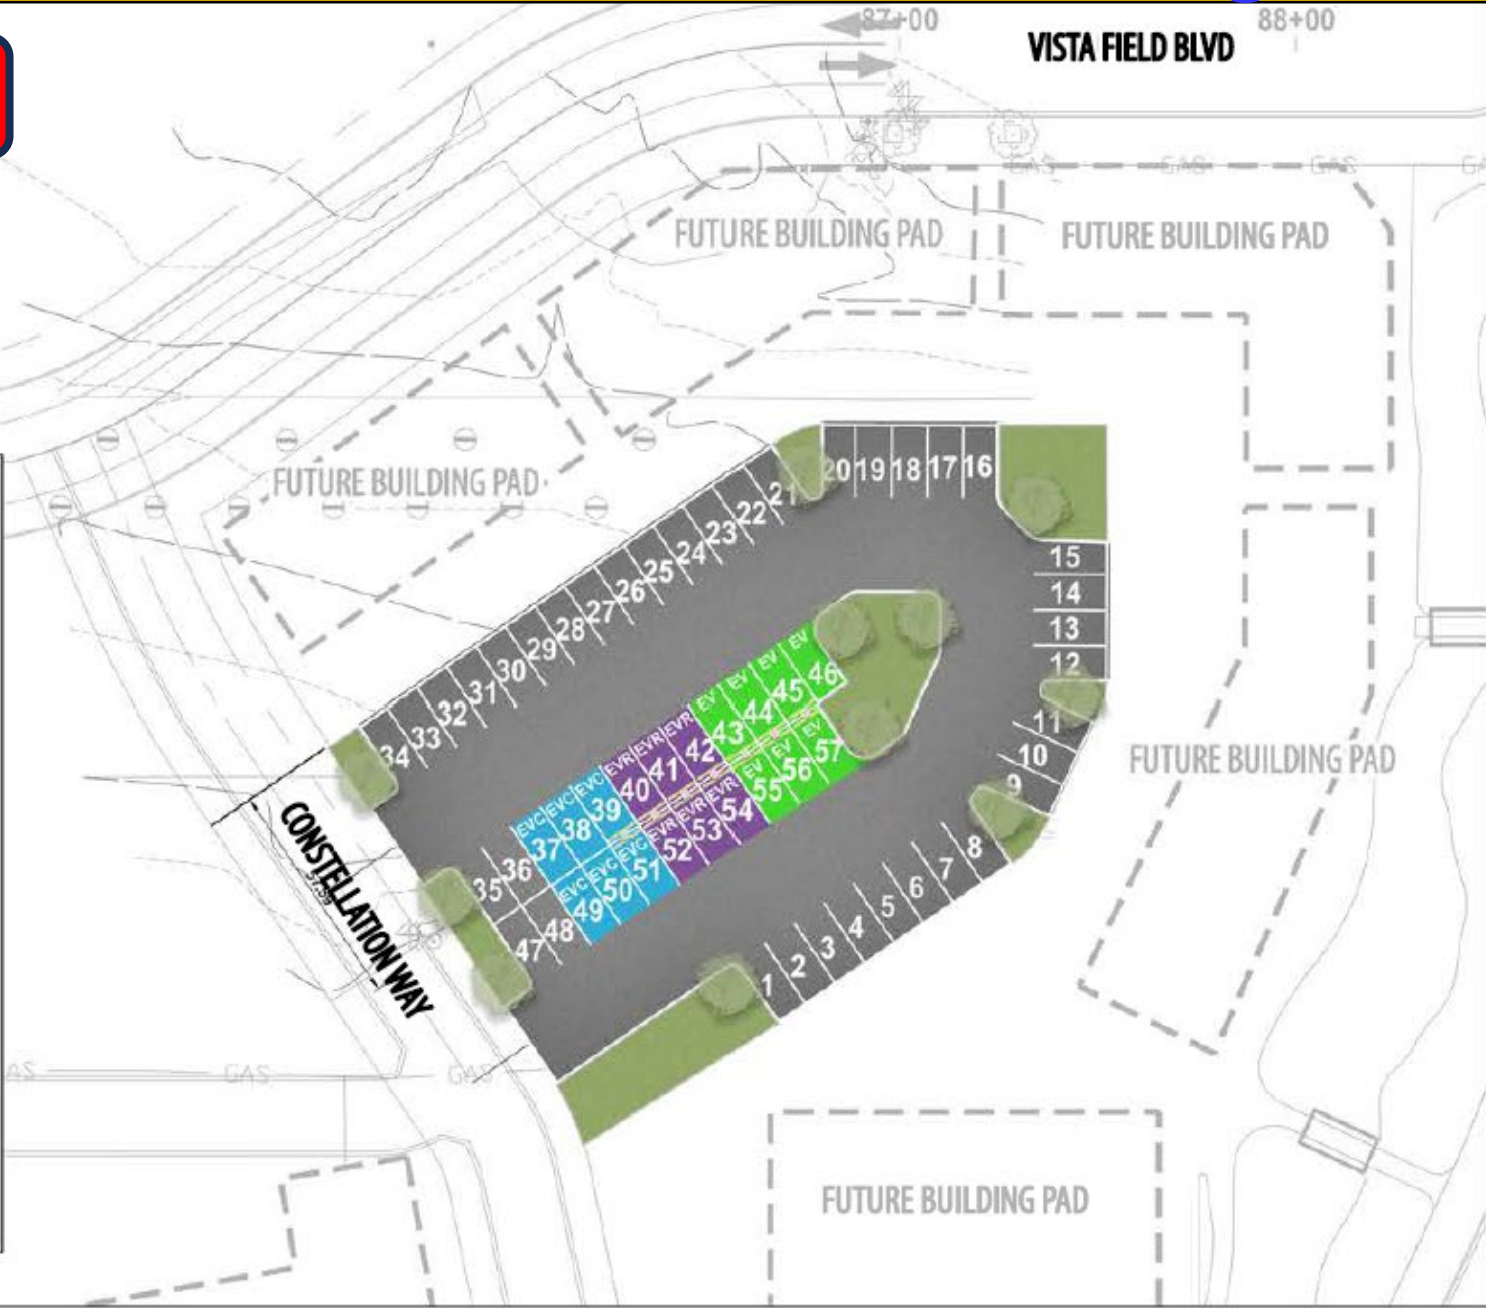 87+00
88+00
VISTA FIELD BLVD
GAS
GAS
GAS
FUTURE BUILDING PAD
FUTURE BUILDING PAD
FUTURE BUILDING PAD
20 19 18 17 16
21
22
23
24
25
26
27
28
29
30
31
32
33
34
15
14
13
12
11
10
9
8
7
6
5
4
3
2
1
EV EV EV EV
43 44 45 46
EVR EVR EVR
40 41 42
EVC EVC EVC
37 38 39
35 36
EV EV EV
55 56 57
EVR EVR EVR
52 53 54
EVC EVC EVC
49 50 51
47 48
FUTURE BUILDING PAD
CONSTELLATION WAY
GAS
GAS
FUTURE BUILDING PAD